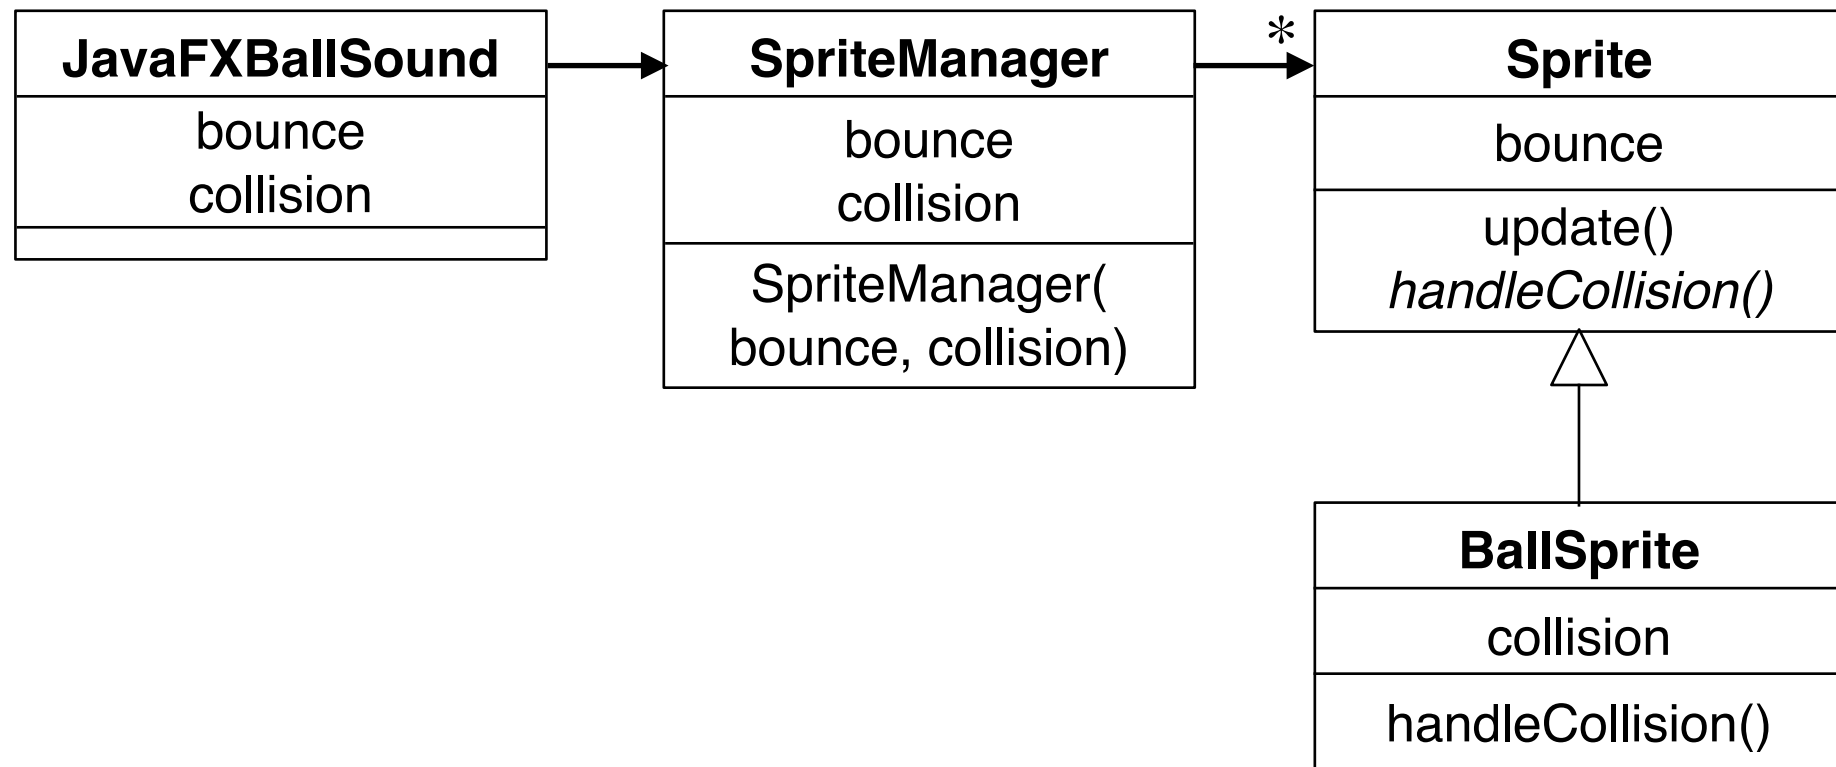 JavaFXBallSound
bounce
collision
SpriteManager
bounce
collision
SpriteManager(
bounce, collision)
*
Sprite
bounce
update()
handleCollision()
BallSprite
collision
handleCollision()